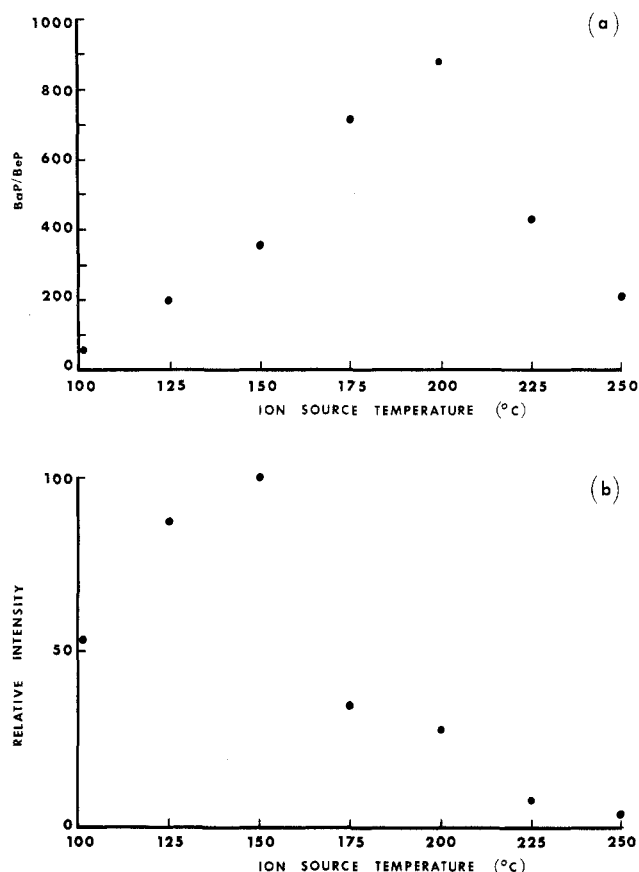 (a)
1000
800
600
400
200
0
BaP/BeP
100 125 150 175 200 225 250
ION SOURCE TEMPERATURE (°C)
(b)
100
50
0
RELATIVE INTENSITY
100 125 150 175 200 225 250
ION SOURCE TEMPERATURE (°C)